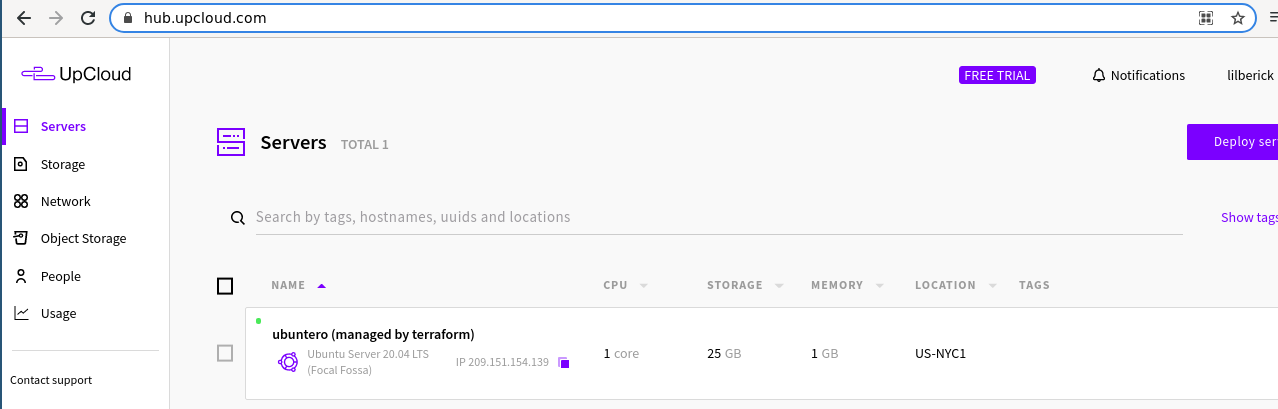 hub.upcloud.com
UpCloud
FREE TRIAL
Notifications
lilberick
Servers
Storage
Network
Object Storage
People
Usage
Contact support
Servers TOTAL 1
Deploy ser
Search by tags, hostnames, uuids and locations
Show tags
NAME CPU STORAGE MEMORY LOCATION TAGS
ubuntero (managed by terraform)
Ubuntu Server 20.04 LTS
(Focal Fossa)
IP 209.151.154.139
1 core
25 GB
1 GB
US-NYC1